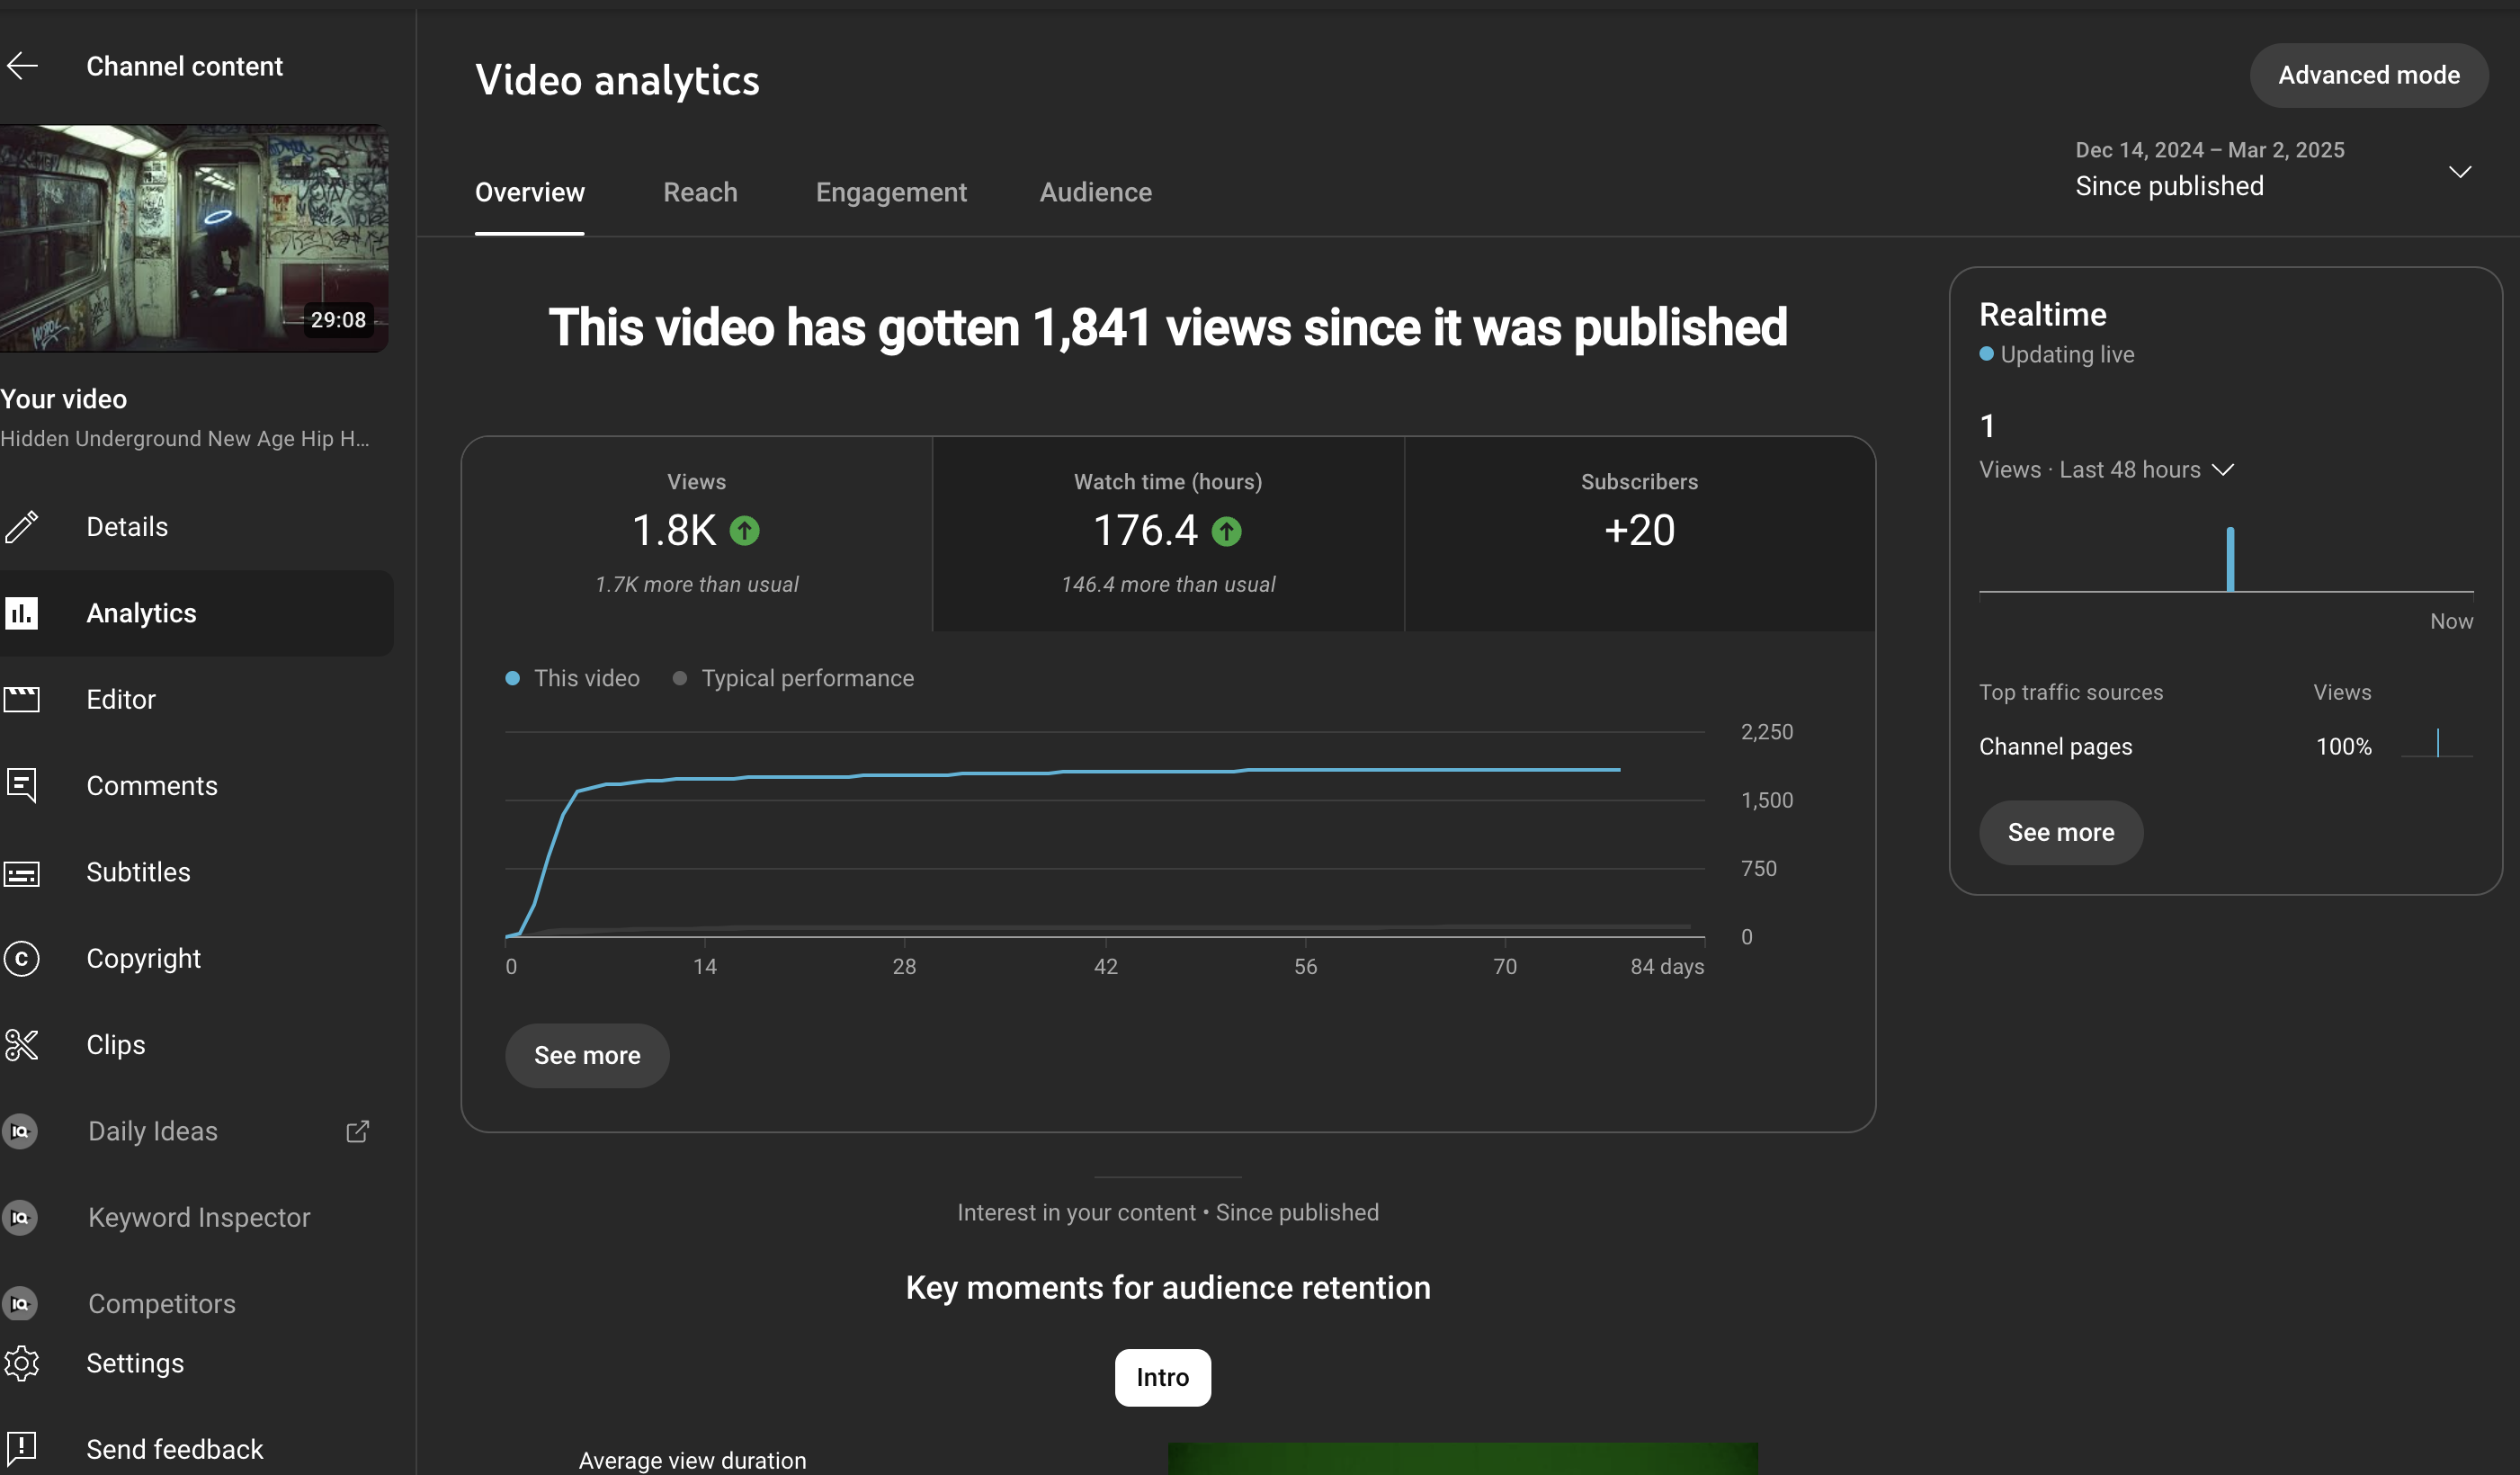 Channel content
29:08
Your video
Hidden Underground New Age Hip H...
Details
Analytics
Editor
Comments
Subtitles
Copyright
Clips
Daily Ideas
Keyword Inspector
Competitors
Settings
Send feedback
Video analytics
Advanced mode
Overview
Reach
Engagement
Audience
Dec 14, 2024 – Mar 2, 2025
Since published
This video has gotten 1,841 views since it was published
Views
1.8K
1.7K more than usual
Watch time (hours)
176.4
146.4 more than usual
Subscribers
+20
This video
Typical performance
2,250
1,500
750
0
0 14 28 42 56 70 84 days
See more
Interest in your content • Since published
Key moments for audience retention
Intro
Average view duration
Realtime
Updating live
1
Views · Last 48 hours
Now
Top traffic sources Views
Channel pages 100%
See more